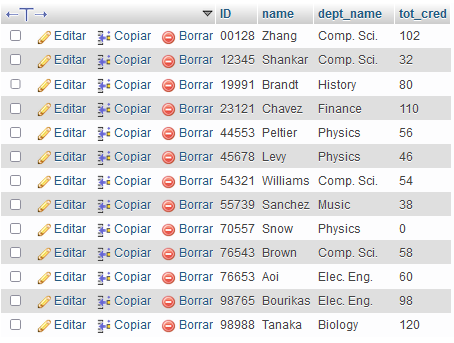 ←T→ ID name dept_name tot_cred
Editar Copiar Borrar 00128 Zhang Comp. Sci. 102
Editar Copiar Borrar 12345 Shankar Comp. Sci. 32
Editar Copiar Borrar 19991 Brandt History 80
Editar Copiar Borrar 23121 Chavez Finance 110
Editar Copiar Borrar 44553 Peltier Physics 56
Editar Copiar Borrar 45678 Levy Physics 46
Editar Copiar Borrar 54321 Williams Comp. Sci. 54
Editar Copiar Borrar 55739 Sanchez Music 38
Editar Copiar Borrar 70557 Snow Physics 0
Editar Copiar Borrar 76543 Brown Comp. Sci. 58
Editar Copiar Borrar 76653 Aoi Elec. Eng. 60
Editar Copiar Borrar 98765 Bourikas Elec. Eng. 98
Editar Copiar Borrar 98988 Tanaka Biology 120